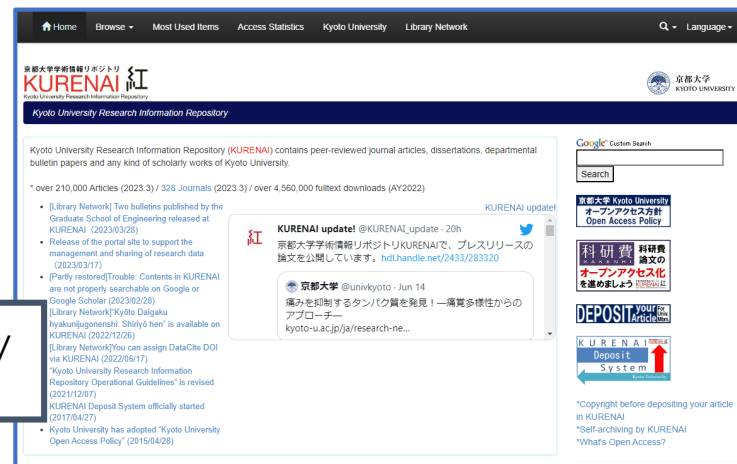 Home Browse Most Used Items Access Statistics Kyoto University Library Network Language
京都大学学術情報リポジトリ
KURENAI 紅
Kyoto University Research Information Repository
京都大学
KYOTO UNIVERSITY
Kyoto University Research Information Repository
Kyoto University Research Information Repository (KURENAI) contains peer-reviewed journal articles, dissertations, departmental
bulletin papers and any kind of scholarly works of Kyoto University.
* over 210,000 Articles (2023.3) / 328 Journals (2023.3) / over 4,560,000 fulltext downloads (AY2022)
• [Library Network] Two bulletins published by the
Graduate School of Engineering released at
KURENAI (2023/03/28)
• Release of the portal site to support the
management and sharing of research data
(2023/03/17)
• [Partly restored]Trouble: Contents in KURENAI
are not properly searchable on Google or
Google Scholar (2023/02/28)
• [Library Network]"Kyōto Daigaku
hyakunijugonenshi. Shiriyō hen" is available on
KURENAI (2022/12/26)
[Library Network]You can assign DataCite DOI
via KURENAI (2022/06/17)
"Kyoto University Research Information
Repository Operational Guidelines" is revised
(2021/12/07)
KURENAI Deposit System officially started
(2017/04/27)
• Kyoto University has adopted "Kyoto University
Open Access Policy" (2015/04/28)
/
KURENAI update!
紅
KURENAI update! @KURENAI_update · 20h
京都大学学術情報リポジトリKURENAIで、プレスリリースの
論文を公開しています。hdl.handle.net/2433/283320
京都大学 @univkyoto · Jun 14
痛みを抑制するタンパク質を発見！—痛覚多様性からの
アプローチ—
kyoto-u.ac.jp/ja/research-ne...
Google Custom Search
Search
京都大学 Kyoto University
オープンアクセス方針
Open Access Policy
科研費 科研費
KAKENHI 論文の
オープンアクセス化
を進めましょう KURENAI
DEPOSIT your Article
KURENAI
Deposit
System
Kyoto University
*Copyright before depositing your article
in KURENAI
*Self-archiving by KURENAI
*What's Open Access?